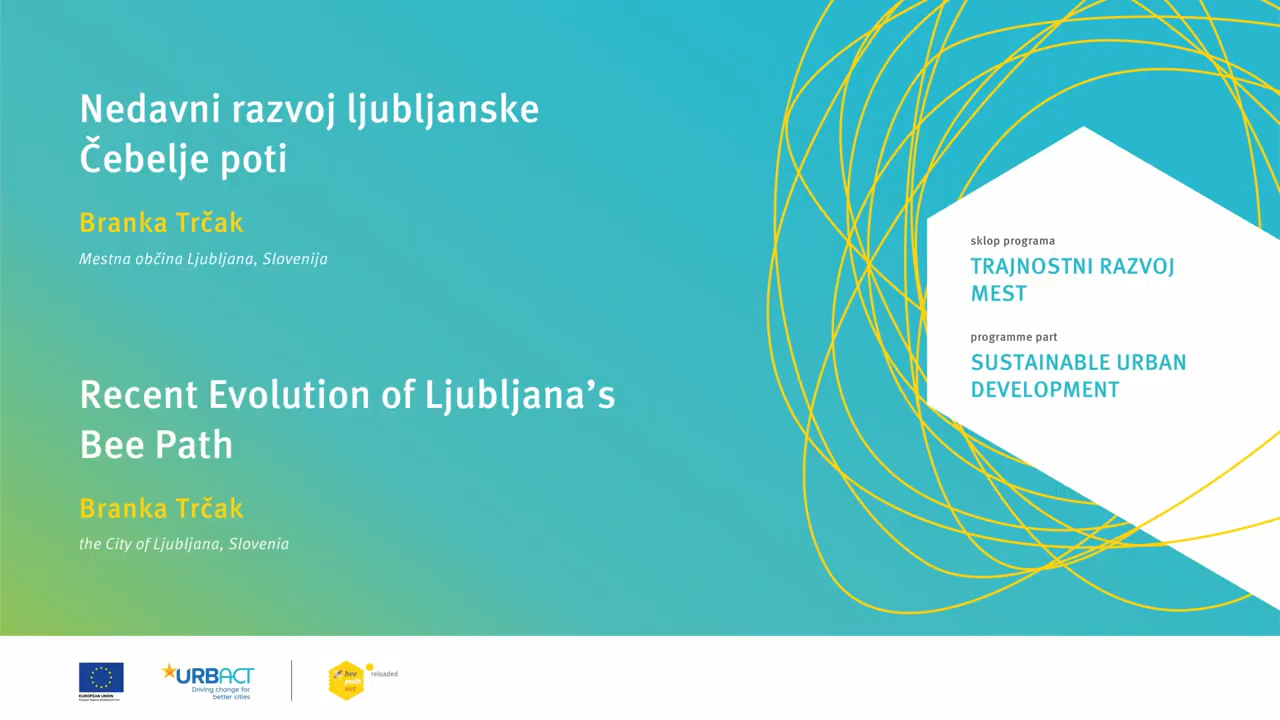 Nedavni razvoj ljubljanske
Čebelje poti
Branka Trčak
Mestna občina Ljubljana, Slovenija
Recent Evolution of Ljubljana’s
Bee Path
Branka Trčak
the City of Ljubljana, Slovenia
sklop programa
TRAJNOSTNI RAZVOJ
MEST
programme part
SUSTAINABLE URBAN
DEVELOPMENT
EUROPEAN UNION
URBACT
Driving change for
better cities
bee
path
net
reloaded